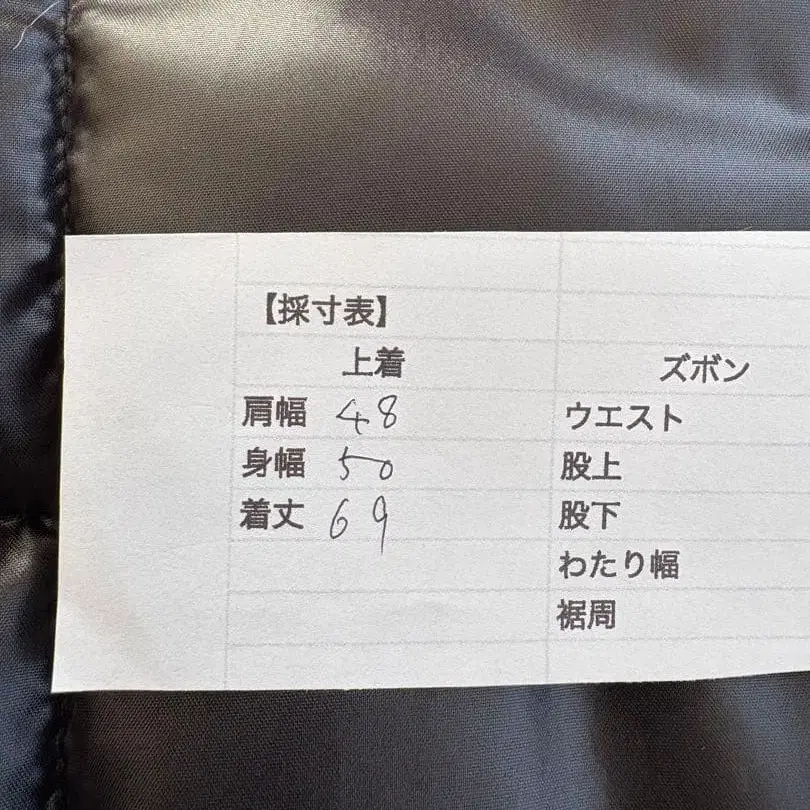 【採寸表】
上着 ズボン
肩幅 48 ウエスト
身幅 50 股上
着丈 69 股下
わたり幅
裾周